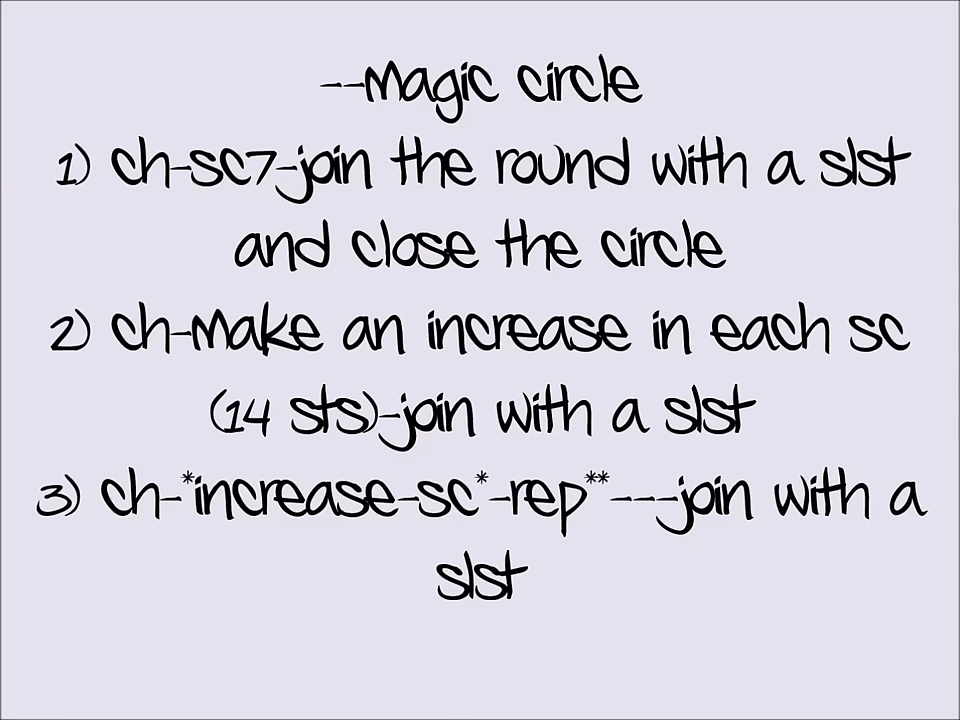 --magic circle
1) ch-sc7-join the round with a slst
and close the circle
2) ch-make an increase in each sc
(14 sts)-join with a slst
3) ch-*increase-sc*-rep**---join with a
slst